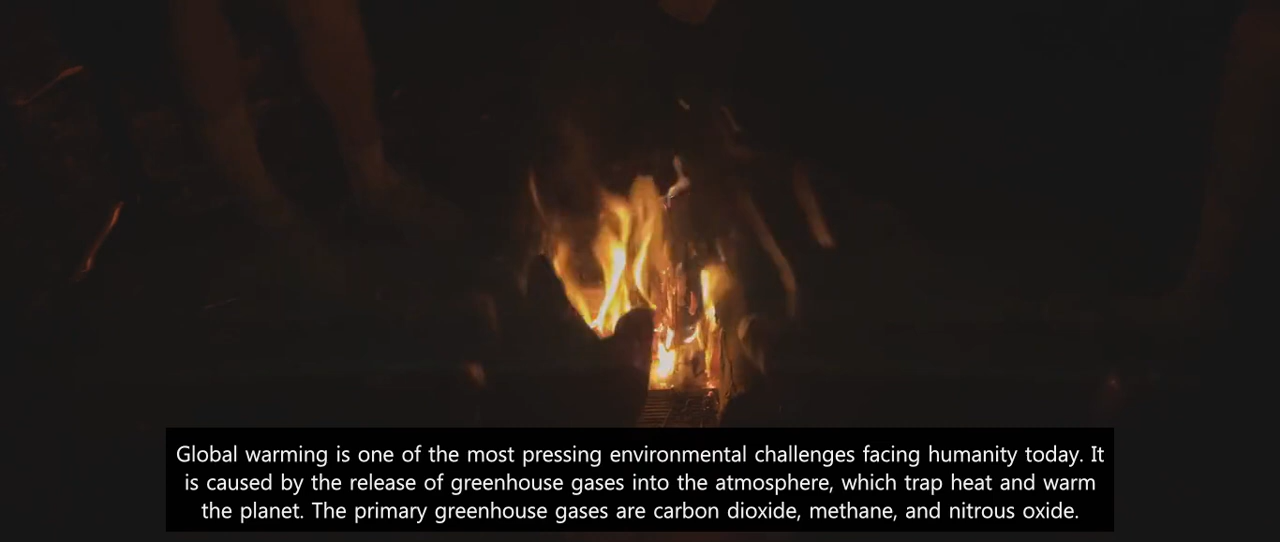 Global warming is one of the most pressing environmental challenges facing humanity today. It
is caused by the release of greenhouse gases into the atmosphere, which trap heat and warm
the planet. The primary greenhouse gases are carbon dioxide, methane, and nitrous oxide.